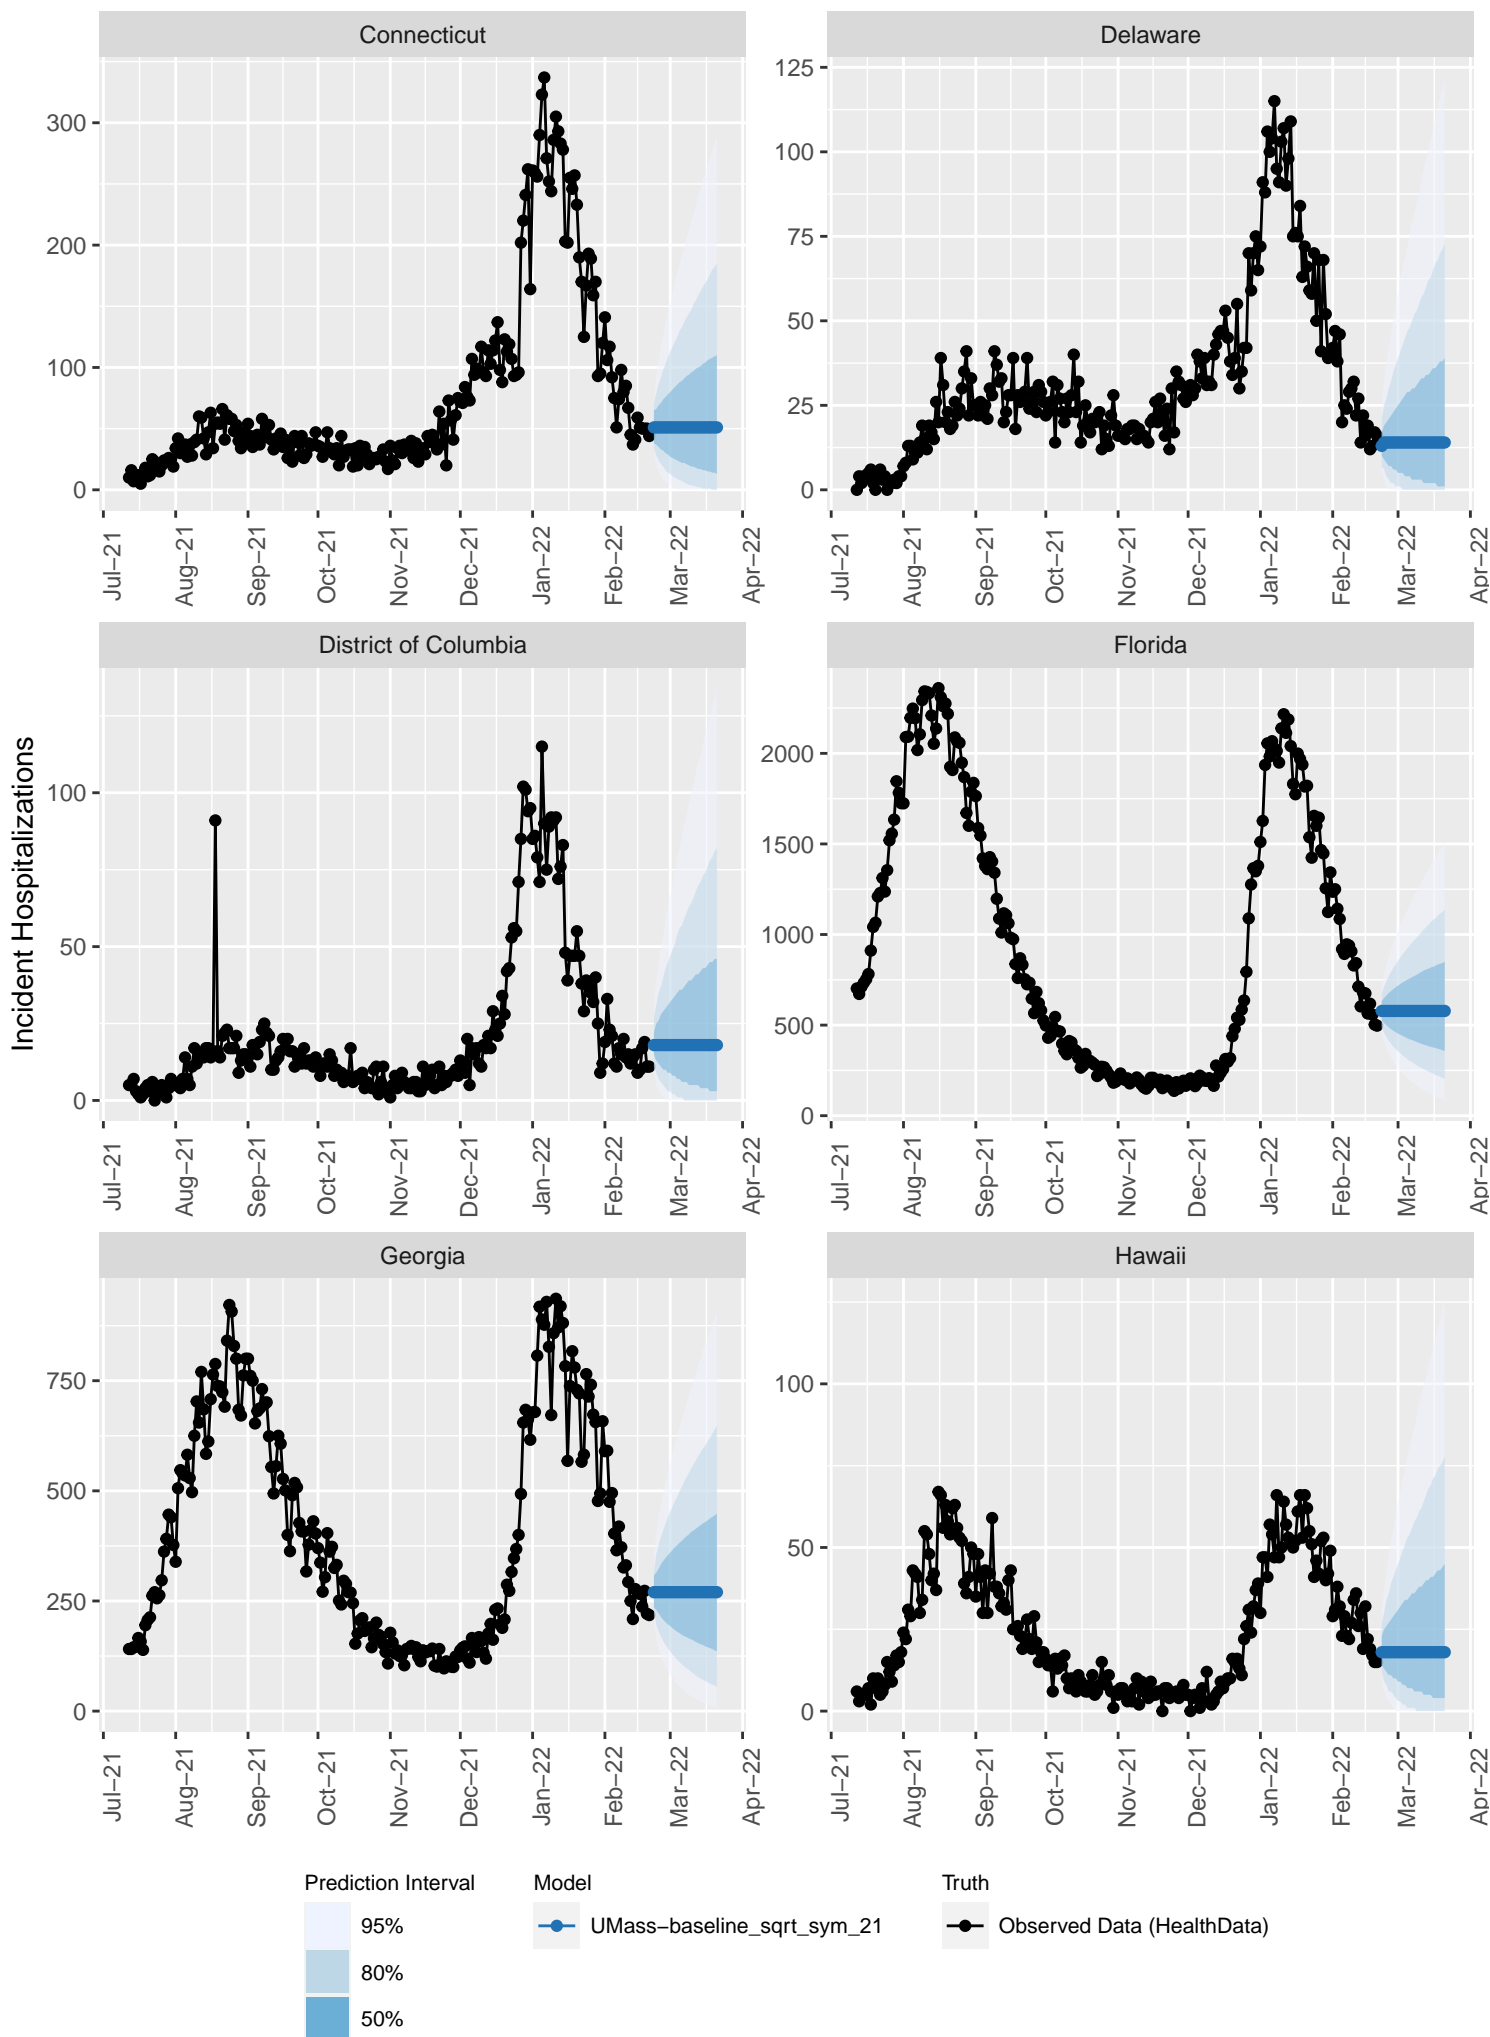 Connecticut
Delaware
300
200
100
0
125
100
75
50
25
0
Jul−21
Aug−21
Sep−21
Oct−21
Nov−21
Dec−21
Jan−22
Feb−22
Mar−22
Apr−22
Jul−21
Aug−21
Sep−21
Oct−21
Nov−21
Dec−21
Jan−22
Feb−22
Mar−22
Apr−22
District of Columbia
Florida
Incident Hospitalizations
100
50
0
2000
1500
1000
500
0
Jul−21
Aug−21
Sep−21
Oct−21
Nov−21
Dec−21
Jan−22
Feb−22
Mar−22
Apr−22
Jul−21
Aug−21
Sep−21
Oct−21
Nov−21
Dec−21
Jan−22
Feb−22
Mar−22
Apr−22
Georgia
Hawaii
750
500
250
0
100
50
0
Jul−21
Aug−21
Sep−21
Oct−21
Nov−21
Dec−21
Jan−22
Feb−22
Mar−22
Apr−22
Jul−21
Aug−21
Sep−21
Oct−21
Nov−21
Dec−21
Jan−22
Feb−22
Mar−22
Apr−22
Prediction Interval
95%
80%
50%
Model
UMass−baseline_sqrt_sym_21
Truth
Observed Data (HealthData)